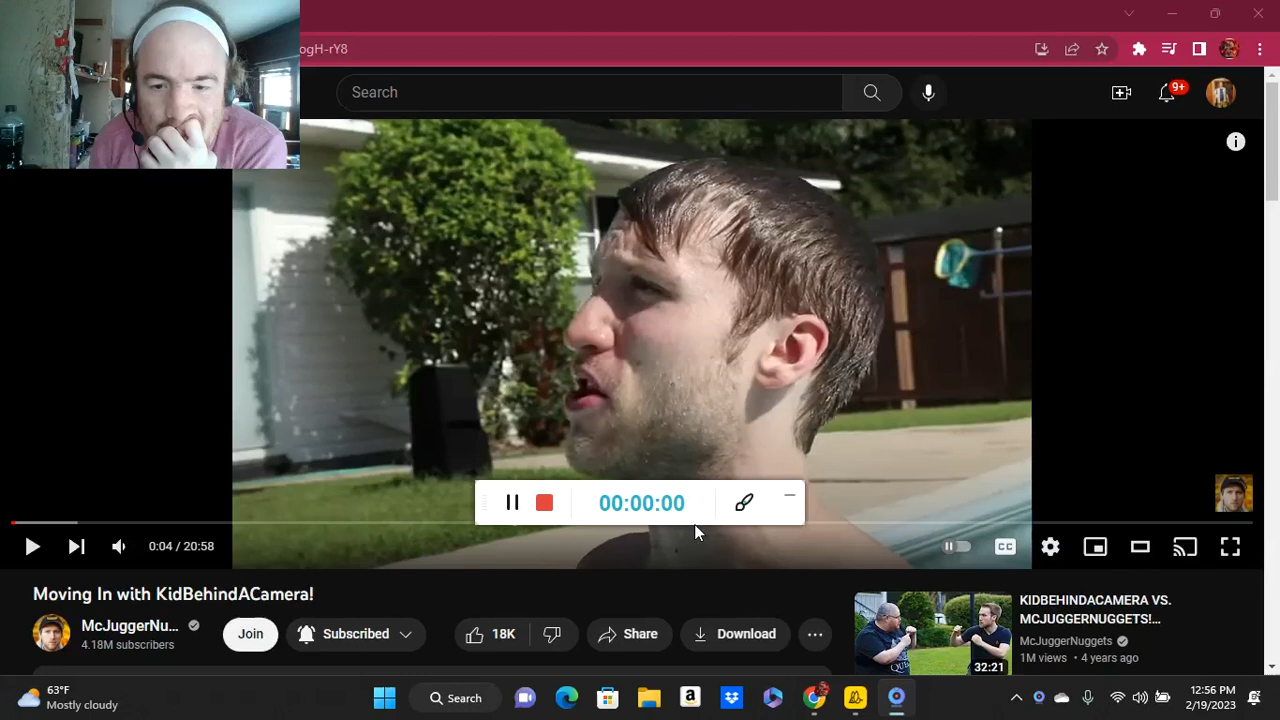 ogH-rY8
Search
9+
00:00:00
0:04 / 20:58
CC
Moving In with KidBehindACamera!
McJuggerNu...
4.18M subscribers
Join
Subscribed
18K
Share
Download
KIDBEHINDACAMERA VS.
MCJUGGERNUGGETS!...
McJuggerNuggets
1M views • 4 years ago
32:21
63°F
Mostly cloudy
Search
12:56 PM
2/19/2023